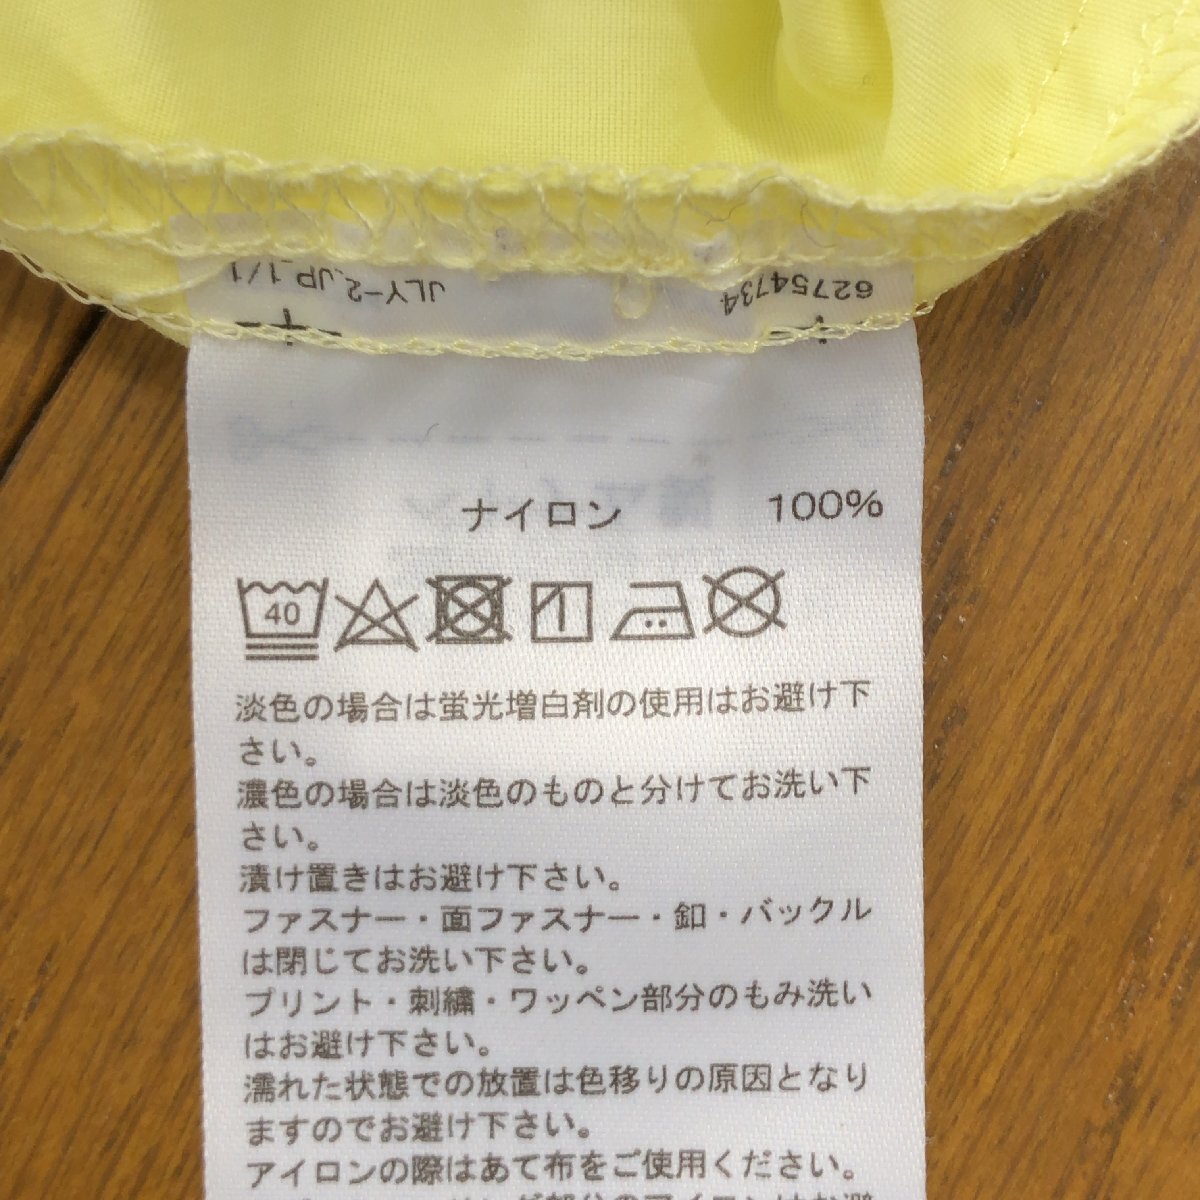 62754734 JLY-2.JP 1/1
ナイロン 100%
40
淡色の場合は蛍光増白剤の使用はお避け下
さい。
濃色の場合は淡色のものと分けてお洗い下
さい。
漬け置きはお避け下さい。
ファスナー・面ファスナー・釦・バックル
は閉じてお洗い下さい。
プリント・刺繍・ワッペン部分のもみ洗い
はお避け下さい。
濡れた状態での放置は色移りの原因となり
ますのでお避け下さい。
アイロンの際はあて布をご使用ください。